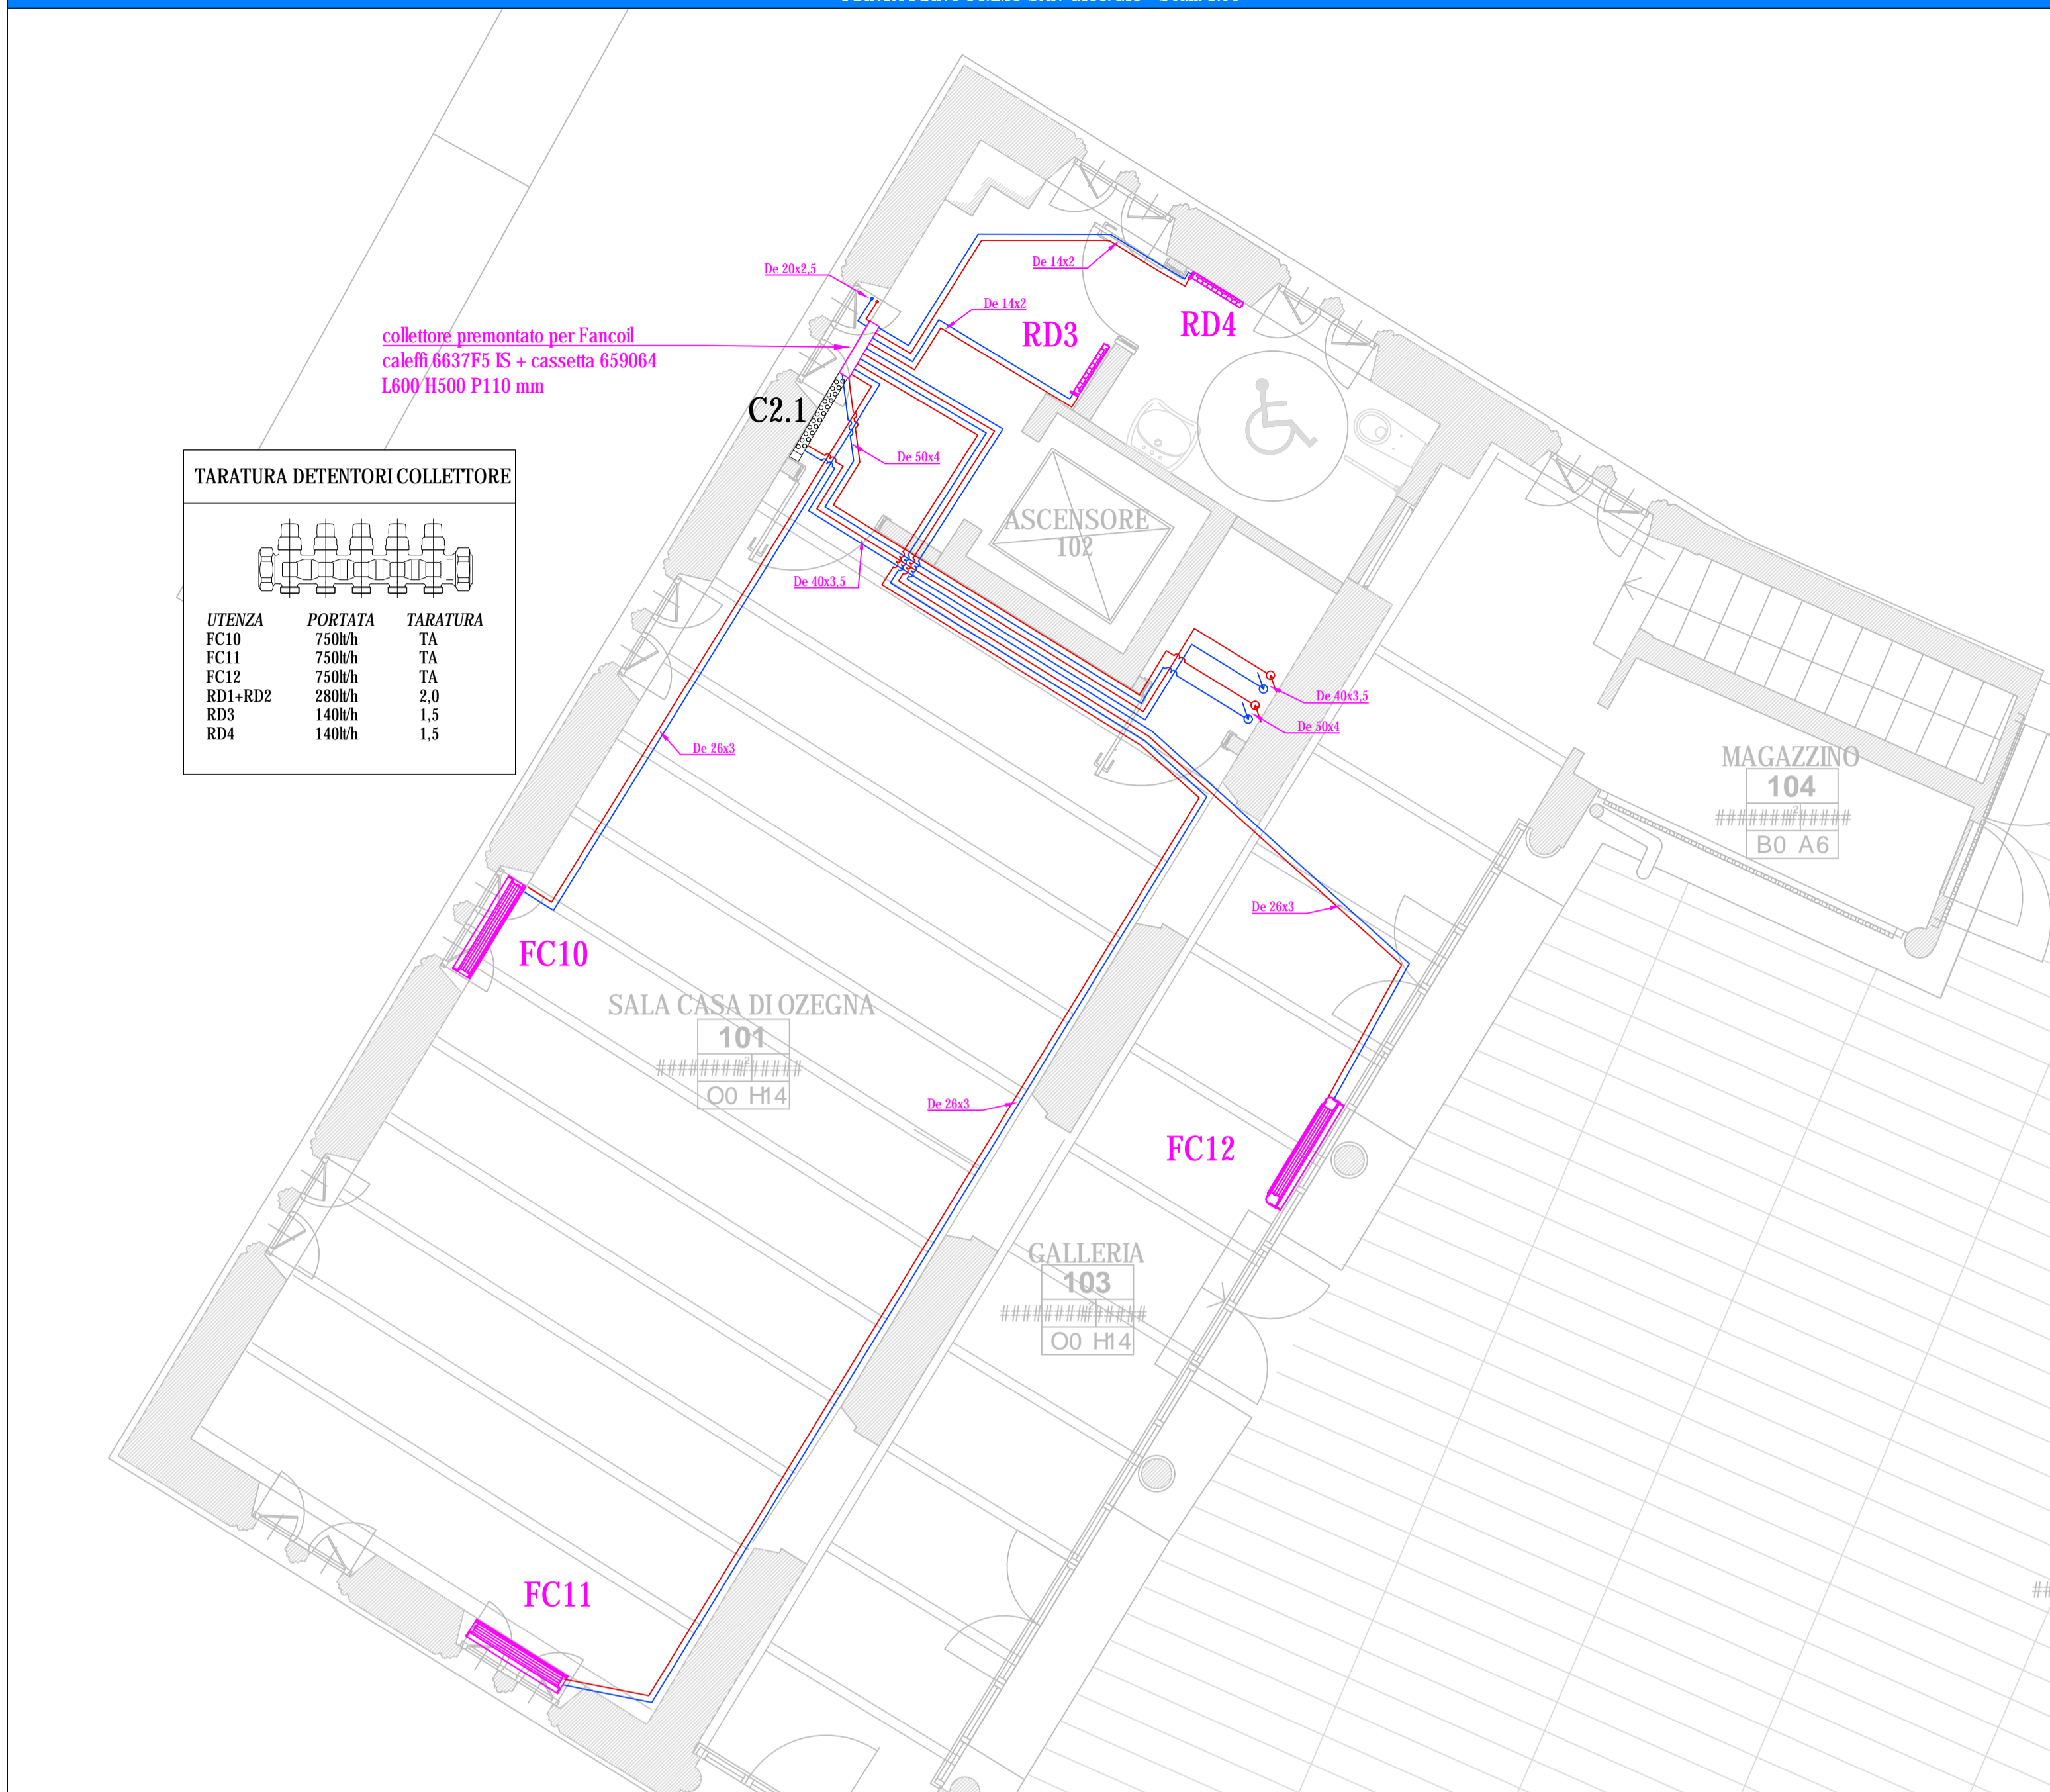 De 20x2,5
De 14x2
De 14x2
RD3
RD4
collettore premontato per Fancoil
caleffi 6637F5 IS + cassetta 659064
L600 H500 P110 mm
C2.1
De 50x4
TARATURA DETENTORI COLLETTORE
UTENZA PORTATA TARATURA
FC10 750lt/h TA
FC11 750lt/h TA
FC12 750lt/h TA
RD1+RD2 280lt/h 2,0
RD3 140lt/h 1,5
RD4 140lt/h 1,5
ASCENSORE
102
De 40x3,5
De 40x3,5
De 50x4
De 26x3
MAGAZZINO
104
B0 A6
De 26x3
FC10
SALA CASA DI OZEGNA
101
O0 H14
De 26x3
FC12
GALLERIA
103
O0 H14
FC11